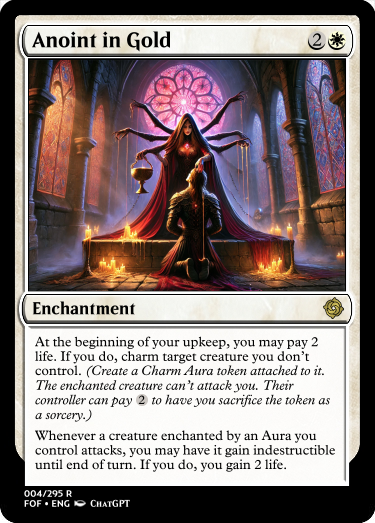 Anoint in Gold 2
Enchantment
At the beginning of your upkeep, you may pay 2
life. If you do, charm target creature you don't
control. (Create a Charm Aura token attached to it.
The enchanted creature can't attack you. Their
controller can pay 2 to have you sacrifice the token as
a sorcery.)
Whenever a creature enchanted by an Aura you
control attacks, you may have it gain indestructible
until end of turn. If you do, you gain 2 life.
004/295 R
FOF • ENG ChatGPT